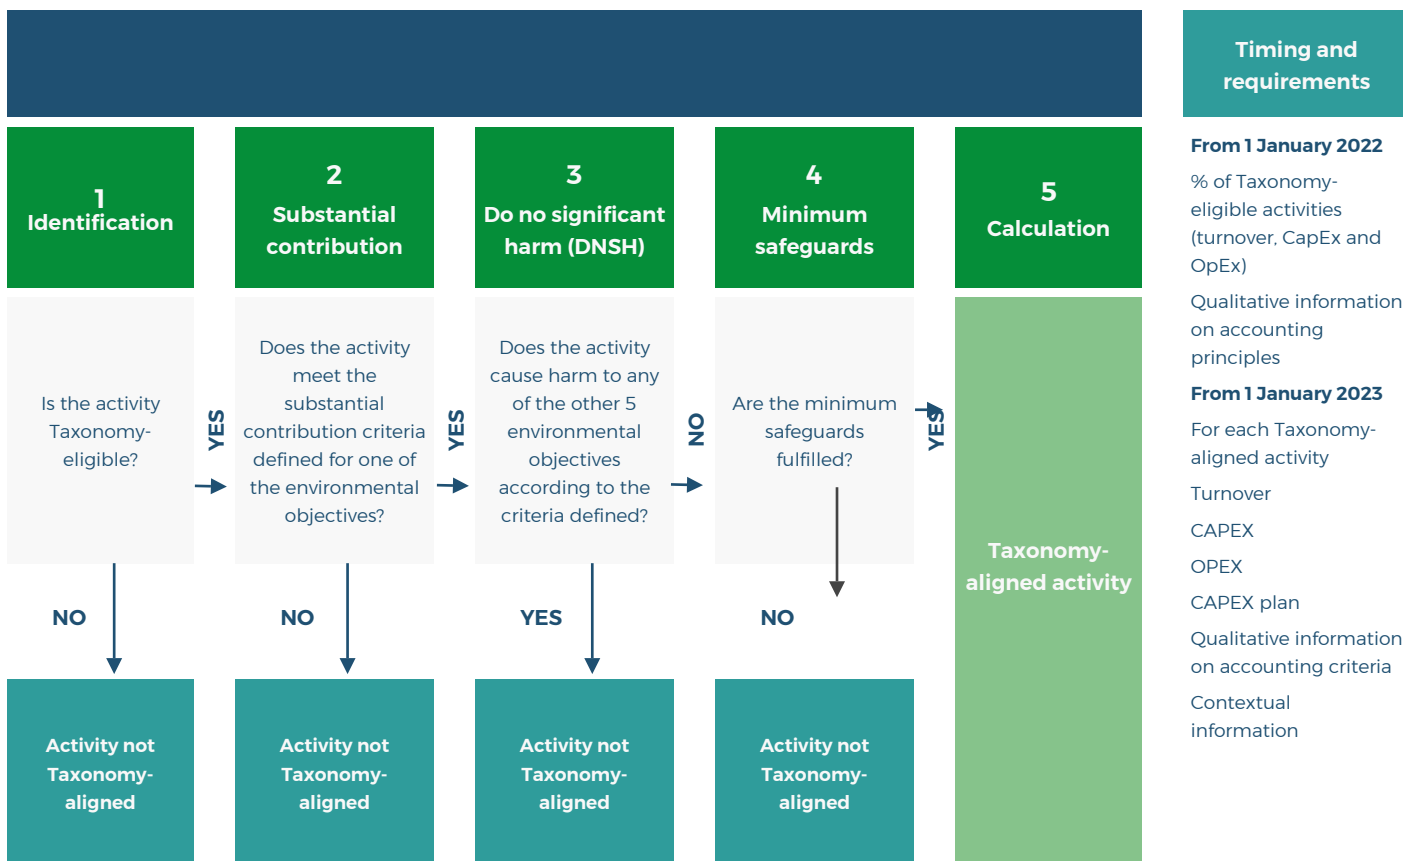 Timing and
requirements
1
Identification
2
Substantial
contribution
3
Do no significant
harm (DNSH)
4
Minimum
safeguards
5
Calculation
Is the activity
Taxonomy-
eligible?
YES
Does the activity
meet the
substantial
contribution criteria
defined for one of
the environmental
objectives?
YES
Does the activity
cause harm to any
of the other 5
environmental
objectives
according to the
criteria defined?
NO
Are the minimum
safeguards
fulfilled?
YES
Taxonomy-
aligned activity
NO
NO
YES
NO
Activity not
Taxonomy-
aligned
Activity not
Taxonomy-
aligned
Activity not
Taxonomy-
aligned
Activity not
Taxonomy-
aligned
From 1 January 2022
% of Taxonomy-
eligible activities
(turnover, CapEx and
OpEx)
Qualitative information
on accounting
principles
From 1 January 2023
For each Taxonomy-
aligned activity
Turnover
CAPEX
OPEX
CAPEX plan
Qualitative information
on accounting criteria
Contextual
information